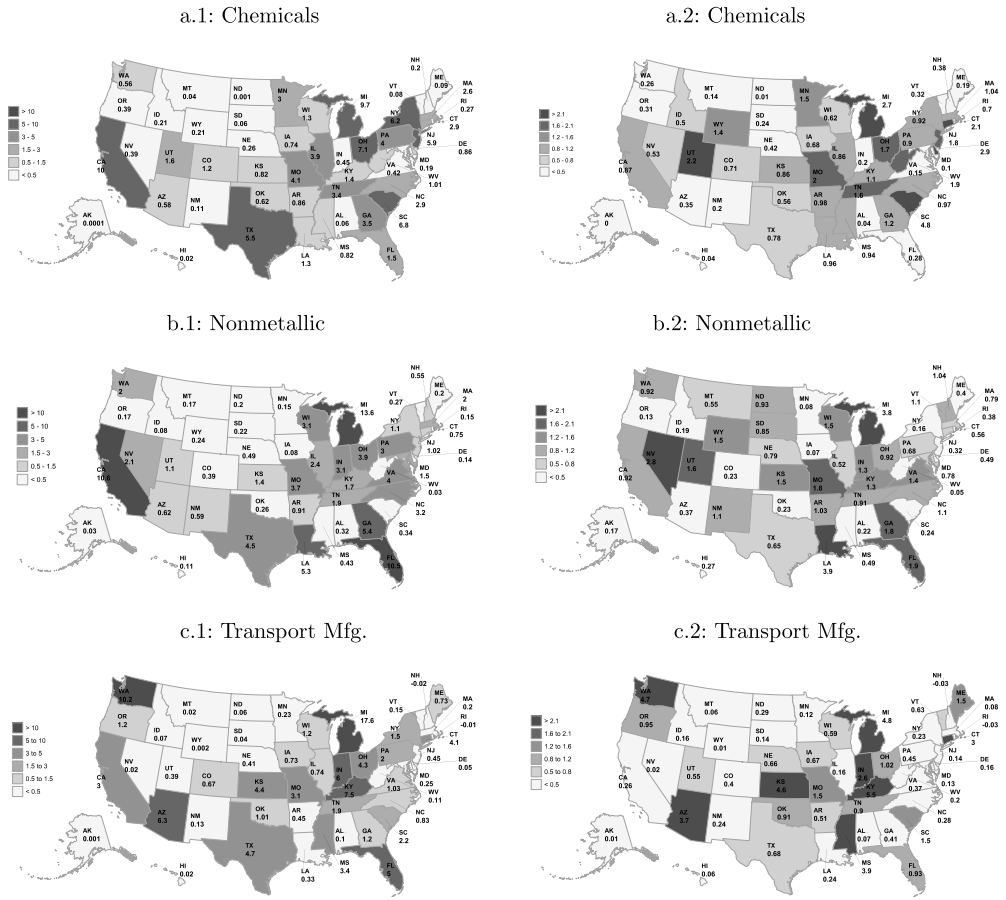 a.1: Chemicals
> 10
5 - 10
3 - 5
1.5 - 3
0.5 - 1.5
< 0.5
WA
0.56
OR
0.39
CA
10
NV
0.39
ID
0.21
MT
0.04
WY
0.21
UT
1.6
AZ
0.58
CO
1.2
NM
0.11
ND
0.001
SD
0.06
NE
0.26
KS
0.82
OK
0.62
TX
5.5
MN
3
IA
0.74
MO
4.1
AR
0.86
LA
1.3
WI
1.3
IL
3.9
MI
9.7
IN
0.45
OH
7.1
KY
1.4
TN
3.4
MS
0.82
AL
0.06
GA
3.5
FL
1.5
SC
6.8
NC
2.9
VA
0.42
WV
1.01
MD
0.19
DE
0.86
PA
4
NJ
5.9
NY
6.2
CT
2.9
RI
0.27
MA
2.6
VT
0.08
NH
0.2
ME
0.09
AK
0.0001
HI
0.02
a.2: Chemicals
> 2.1
1.6 - 2.1
1.2 - 1.6
0.8 - 1.2
0.5 - 0.8
< 0.5
WA
0.26
OR
0.31
CA
0.87
NV
0.53
ID
0.5
MT
0.14
WY
1.4
UT
2.2
AZ
0.35
CO
0.71
NM
0.2
ND
0.01
SD
0.24
NE
0.42
KS
0.86
OK
0.56
TX
0.78
MN
1.5
IA
0.68
MO
2
AR
0.98
LA
0.96
WI
0.62
IL
0.86
MI
2.7
IN
0.2
OH
1.7
KY
1.1
TN
1.6
MS
0.94
AL
0.04
GA
1.2
FL
0.28
SC
4.8
NC
0.97
VA
0.15
WV
1.9
MD
0.1
DE
2.9
PA
0.9
NJ
1.8
NY
0.92
CT
2.1
RI
0.7
MA
1.04
VT
0.32
NH
0.38
ME
0.19
AK
0
HI
0.04
b.1: Nonmetallic
> 10
5 - 10
3 - 5
1.5 - 3
0.5 - 1.5
< 0.5
WA
2
OR
0.17
CA
10.6
NV
2.1
ID
0.08
MT
0.17
WY
0.24
UT
1.1
AZ
0.62
CO
0.39
NM
0.59
ND
0.2
SD
0.22
NE
0.49
KS
1.4
OK
0.26
TX
4.5
MN
0.15
IA
0.08
MO
3.7
AR
0.91
LA
5.3
WI
3.1
IL
2.4
MI
13.6
IN
3.1
OH
3.9
KY
1.7
TN
1.9
MS
0.43
AL
0.32
GA
5.4
FL
10.5
SC
0.34
NC
3.2
VA
4
WV
0.03
MD
1.5
DE
0.14
PA
3
NJ
1.02
NY
1.1
CT
0.75
RI
0.15
MA
2
VT
0.27
NH
0.55
ME
0.2
AK
0.03
HI
0.11
b.2: Nonmetallic
> 2.1
1.6 - 2.1
1.2 - 1.6
0.8 - 1.2
0.5 - 0.8
< 0.5
WA
0.92
OR
0.13
CA
0.92
NV
2.8
ID
0.19
MT
0.55
WY
1.5
UT
1.6
AZ
0.37
CO
0.23
NM
1.1
ND
0.93
SD
0.85
NE
0.79
KS
1.5
OK
0.23
TX
0.65
MN
0.08
IA
0.07
MO
1.8
AR
1.03
LA
3.9
WI
1.5
IL
0.52
MI
3.8
IN
1.3
OH
0.92
KY
1.3
TN
0.91
MS
0.49
AL
0.22
GA
1.8
FL
1.9
SC
0.24
NC
1.1
VA
1.4
WV
0.05
MD
0.78
DE
0.49
PA
0.68
NJ
0.32
NY
0.16
CT
0.56
RI
0.38
MA
0.79
VT
1.1
NH
1.04
ME
0.4
AK
0.17
HI
0.27
c.1: Transport Mfg.
> 10
5 to 10
3 to 5
1.5 to 3
0.5 to 1.5
< 0.5
WA
10.2
OR
1.2
CA
3
NV
0.02
ID
0.07
MT
0.02
WY
0.002
UT
0.39
AZ
6.3
CO
0.67
NM
0.13
ND
0.06
SD
0.04
NE
0.41
KS
4.4
OK
1.01
TX
4.7
MN
0.23
IA
0.73
MO
3.1
AR
0.45
LA
0.33
WI
1.2
IL
0.74
MI
17.6
IN
6
OH
4.3
KY
7.5
TN
1.9
MS
3.4
AL
0.1
GA
1.2
FL
5
SC
2.2
NC
0.83
VA
1.03
WV
0.11
MD
0.22
DE
0.05
PA
2
NJ
0.45
NY
1.5
CT
4.1
RI
-0.01
MA
0.2
VT
0.15
NH
-0.02
ME
0.73
AK
0.001
HI
0.02
c.2: Transport Mfg.
> 2.1
1.6 to 2.1
1.2 to 1.6
0.8 to 1.2
0.5 to 0.8
< 0.5
WA
4.7
OR
0.95
CA
0.26
NV
0.02
ID
0.16
MT
0.06
WY
0.01
UT
0.55
AZ
3.7
CO
0.4
NM
0.24
ND
0.29
SD
0.14
NE
0.66
KS
4.6
OK
0.91
TX
0.68
MN
0.12
IA
0.67
MO
1.5
AR
0.51
LA
0.24
WI
0.59
IL
0.16
MI
4.8
IN
2.6
OH
1.02
KY
5.5
TN
0.9
MS
3.9
AL
0.07
GA
0.41
FL
0.93
SC
1.5
NC
0.28
VA
0.37
WV
0.2
MD
0.13
DE
0.16
PA
0.45
NJ
0.14
NY
0.23
CT
3
RI
-0.03
MA
0.08
VT
0.63
NH
-0.03
ME
1.5
AK
0.01
HI
0.06